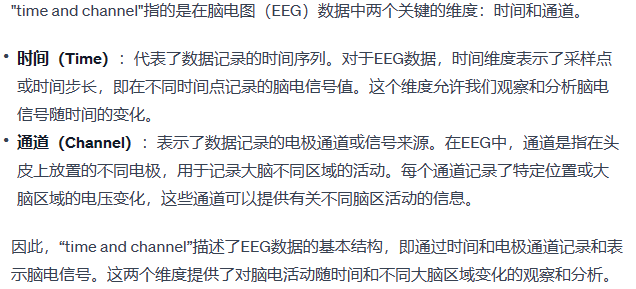 "time and channel"指的是在脑电图（EEG）数据中两个关键的维度：时间和通道。
• 时间（Time）：代表了数据记录的时间序列。对于EEG数据，时间维度表示了采样点
或时间步长，即在不同时间点记录的脑电信号值。这个维度允许我们观察和分析脑电
信号随时间的变化。
• 通道（Channel）：表示了数据记录的电极通道或信号来源。在EEG中，通道是指在头
皮上放置的不同电极，用于记录大脑不同区域的活动。每个通道记录了特定位置或大
脑区域的电压变化，这些通道可以提供有关不同脑区活动的信息。
因此，“time and channel”描述了EEG数据的基本结构，即通过时间和电极通道记录和表
示脑电信号。这两个维度提供了对脑电活动随时间和不同大脑区域变化的观察和分析。